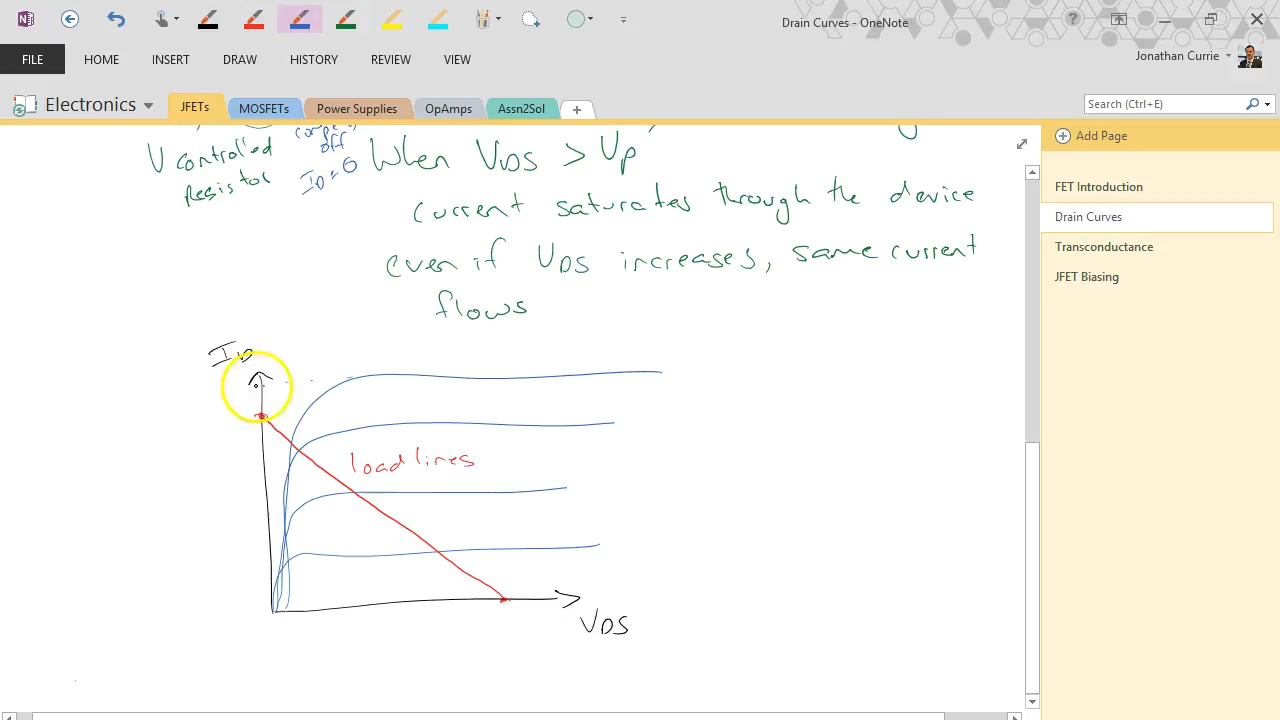 Drain Curves - OneNote
FILE
HOME
INSERT
DRAW
HISTORY
REVIEW
VIEW
Jonathan Currie
Electronics
JFETs
MOSFETs
Power Supplies
OpAmps
Assn2Sol
Search (Ctrl+E)
Add Page
FET Introduction
Drain Curves
Transconductance
JFET Biasing
V controlled
Resistor
off
ID = 0
When VDS > Vp
current saturates through the device
even if VDS increases, same current
flows
ID
load lines
VDS